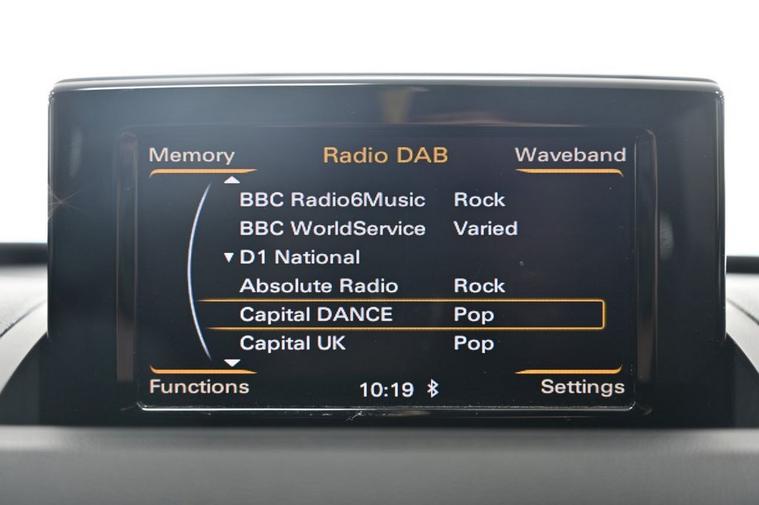 Memory Radio DAB Waveband
BBC Radio6Music Rock
BBC WorldService Varied
▼ D1 National
Absolute Radio Rock
Capital DANCE Pop
Capital UK Pop
Functions 10:19 Settings